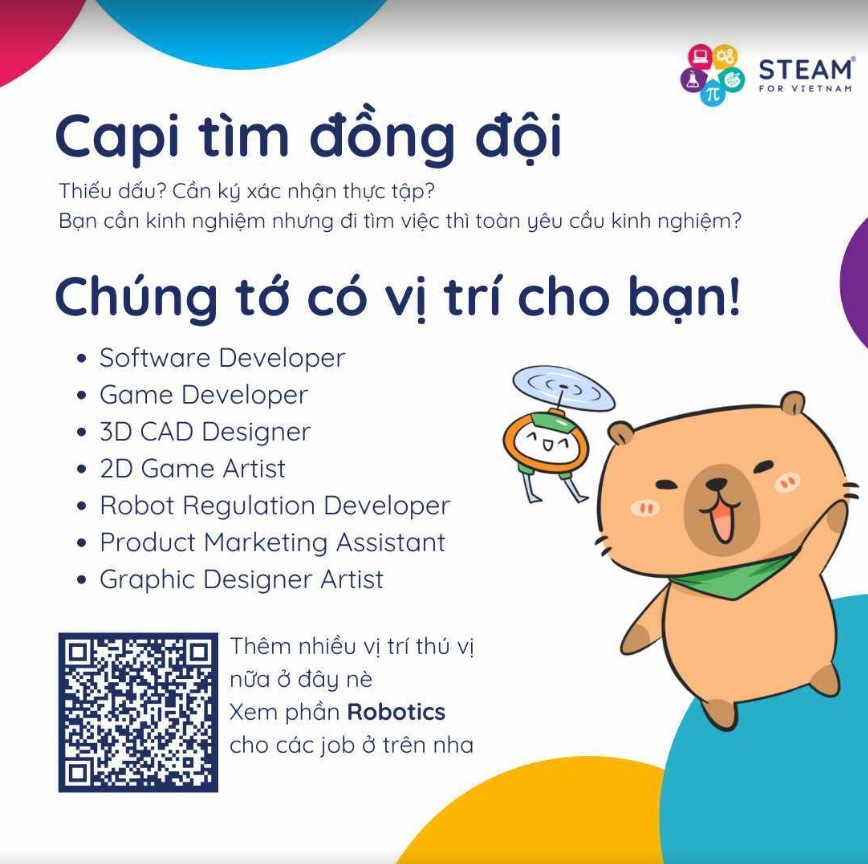 STEAM®
FOR VIETNAM
π
Capi tìm đồng đội
Thiếu dấu? Cần ký xác nhận thực tập?
Bạn cần kinh nghiệm nhưng đi tìm việc thì toàn yêu cầu kinh nghiệm?
Chúng tớ có vị trí cho bạn!
• Software Developer
• Game Developer
• 3D CAD Designer
• 2D Game Artist
• Robot Regulation Developer
• Product Marketing Assistant
• Graphic Designer Artist
Thêm nhiều vị trí thú vị
nữa ở đây nè
Xem phần Robotics
cho các job ở trên nha